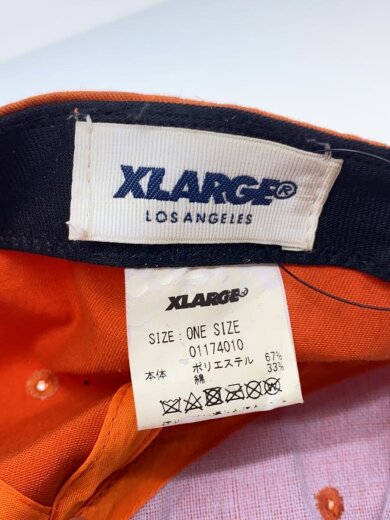 XLARGE®
LOS ANGELES
XLARGE®
SIZE : ONE SIZE
01174010
本体 ポリエステル 67%
綿 33%